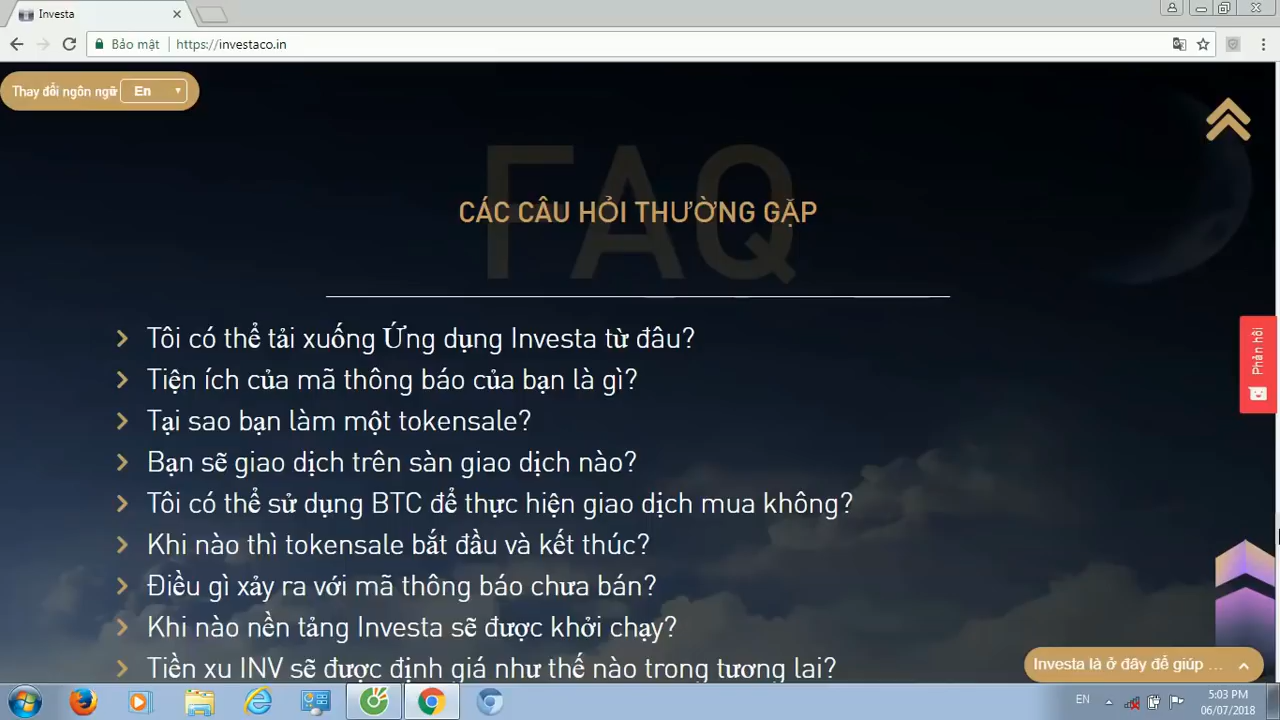 Investa
Bảo mật
https://investaco.in
Thay đổi ngôn ngữ
En
FAQ
CÁC CÂU HỎI THƯỜNG GẶP
Tôi có thể tải xuống Ứng dụng Investa từ đâu?
Tiện ích của mã thông báo của bạn là gì?
Tại sao bạn làm một tokensale?
Bạn sẽ giao dịch trên sàn giao dịch nào?
Tôi có thể sử dụng BTC để thực hiện giao dịch mua không?
Khi nào thì tokensale bắt đầu và kết thúc?
Điều gì xảy ra với mã thông báo chưa bán?
Khi nào nền tảng Investa sẽ được khởi chạy?
Tiền xu INV sẽ được định giá như thế nào trong tương lai?
Phản hồi
Investa là ở đây để giúp ...
EN
5:03 PM
06/07/2018